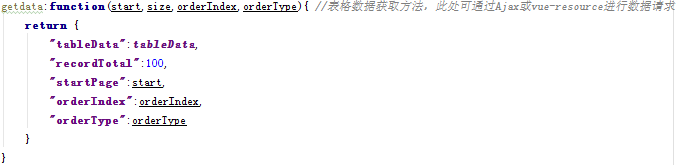 getdata:function(start,size,orderIndex,orderType){ //表格数据获取方法，此处可通过Ajax或vue-resource进行数据请求
return {
"tableData":tableData,
"recordTotal":100,
"startPage":start,
"orderIndex":orderIndex,
"orderType":orderType
}
}